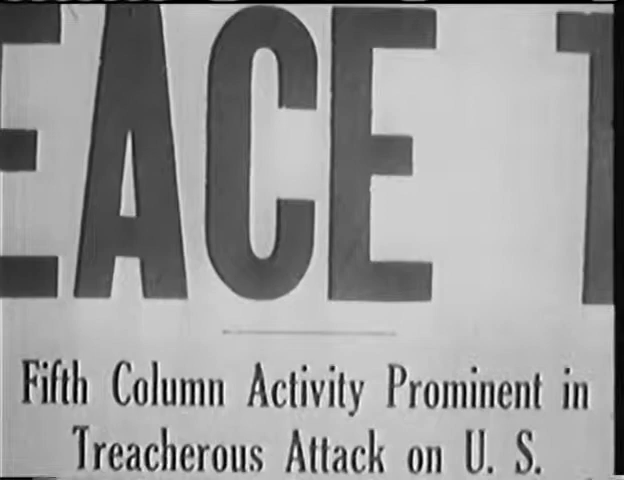 EACE T
Fifth Column Activity Prominent in
Treacherous Attack on U. S.